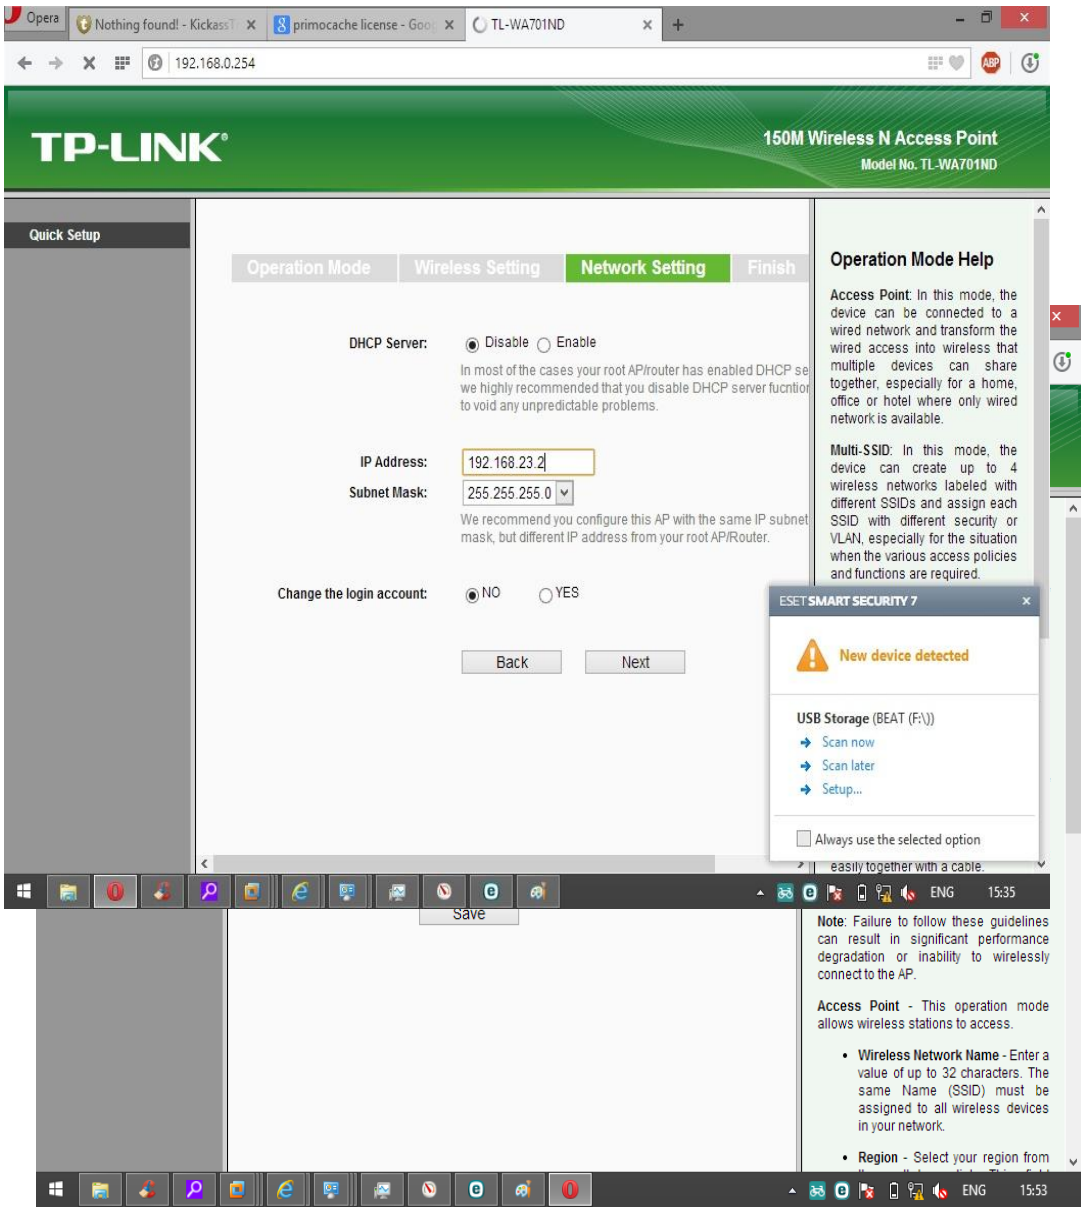 Opera
Nothing found! - KickassT
primocache license - Goog
TL-WA701ND
192.168.0.254
ABP
TP-LINK®
150M Wireless N Access Point
Model No. TL-WA701ND
Quick Setup
Operation Mode
Wireless Setting
Network Setting
Finish
DHCP Server:
Disable
Enable
In most of the cases your root AP/router has enabled DHCP se
we highly recommended that you disable DHCP server fucntion
to void any unpredictable problems.
IP Address:
192.168.23.2
Subnet Mask:
255.255.255.0
We recommend you configure this AP with the same IP subnet
mask, but different IP address from your root AP/Router.
Change the login account:
NO
YES
Back
Next
Operation Mode Help
Access Point: In this mode, the
device can be connected to a
wired network and transform the
wired access into wireless that
multiple devices can share
together, especially for a home,
office or hotel where only wired
network is available.
Multi-SSID: In this mode, the
device can create up to 4
wireless networks labeled with
different SSIDs and assign each
SSID with different security or
VLAN, especially for the situation
when the various access policies
and functions are required.
ESET SMART SECURITY 7
New device detected
USB Storage (BEAT (F:\))
Scan now
Scan later
Setup...
Always use the selected option
easily together with a cable.
ENG
15:35
Save
Note: Failure to follow these guidelines
can result in significant performance
degradation or inability to wirelessly
connect to the AP.
Access Point - This operation mode
allows wireless stations to access.
• Wireless Network Name - Enter a
value of up to 32 characters. The
same Name (SSID) must be
assigned to all wireless devices
in your network.
• Region - Select your region from
ENG
15:53